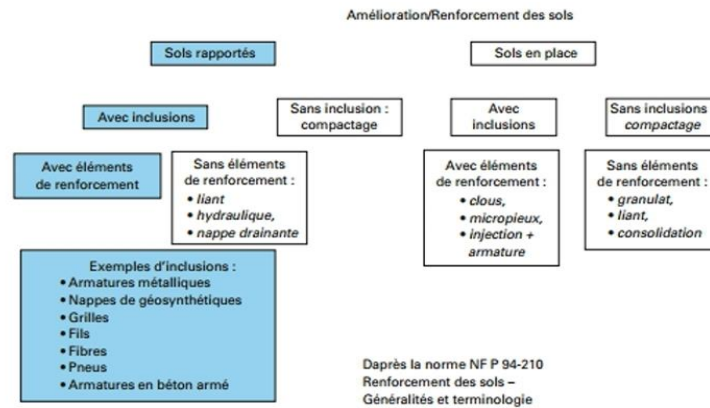 Amélioration/Renforcement des sols
Sols rapportés
Sols en place
Avec inclusions
Sans inclusion :
compactage
Avec
inclusions
Sans inclusions
compactage
Avec éléments
de renforcement
Sans éléments
de renforcement :
• liant
• hydraulique,
• nappe drainante
Avec éléments
de renforcement :
• clous,
• micropieux,
• injection +
armature
Sans éléments
de renforcement :
• granulat,
• liant,
• consolidation
Exemples d'inclusions :
• Armatures métalliques
• Nappes de géosynthétiques
• Grilles
• Fils
• Fibres
• Pneus
• Armatures en béton armé
Daprès la norme NF P 94-210
Renforcement des sols –
Généralités et terminologie